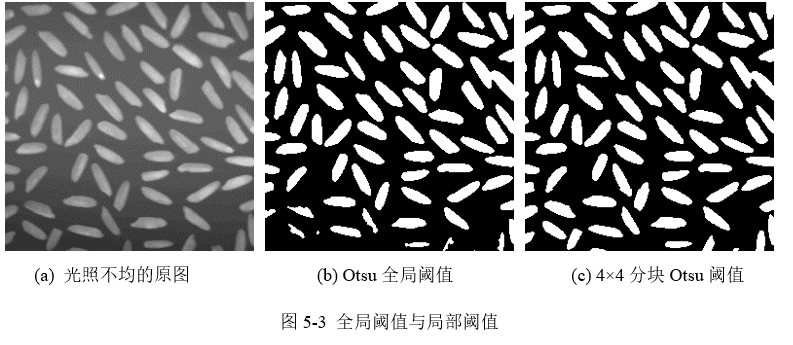 (a) 光照不均的原图
(b) Otsu 全局阈值
(c) 4×4 分块 Otsu 阈值
图 5-3 全局阈值与局部阈值